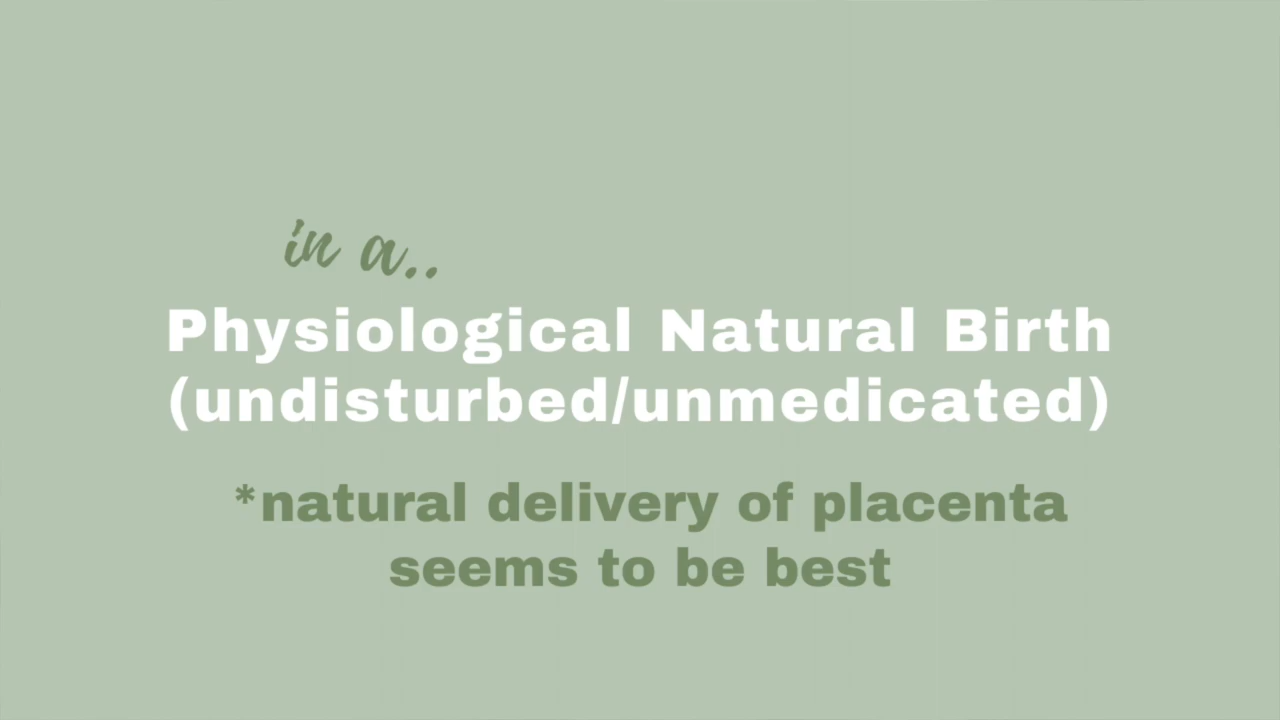 in a..
Physiological Natural Birth
(undisturbed/unmedicated)
*natural delivery of placenta
seems to be best